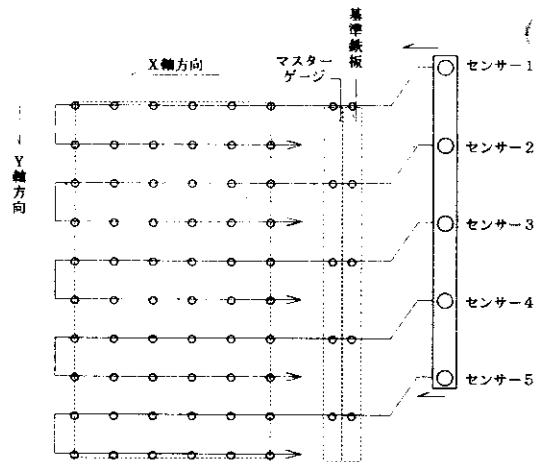 X軸方向
Y軸方向
マスター
ゲージ
基準鉄板
センサー1
センサー2
センサー3
センサー4
センサー5